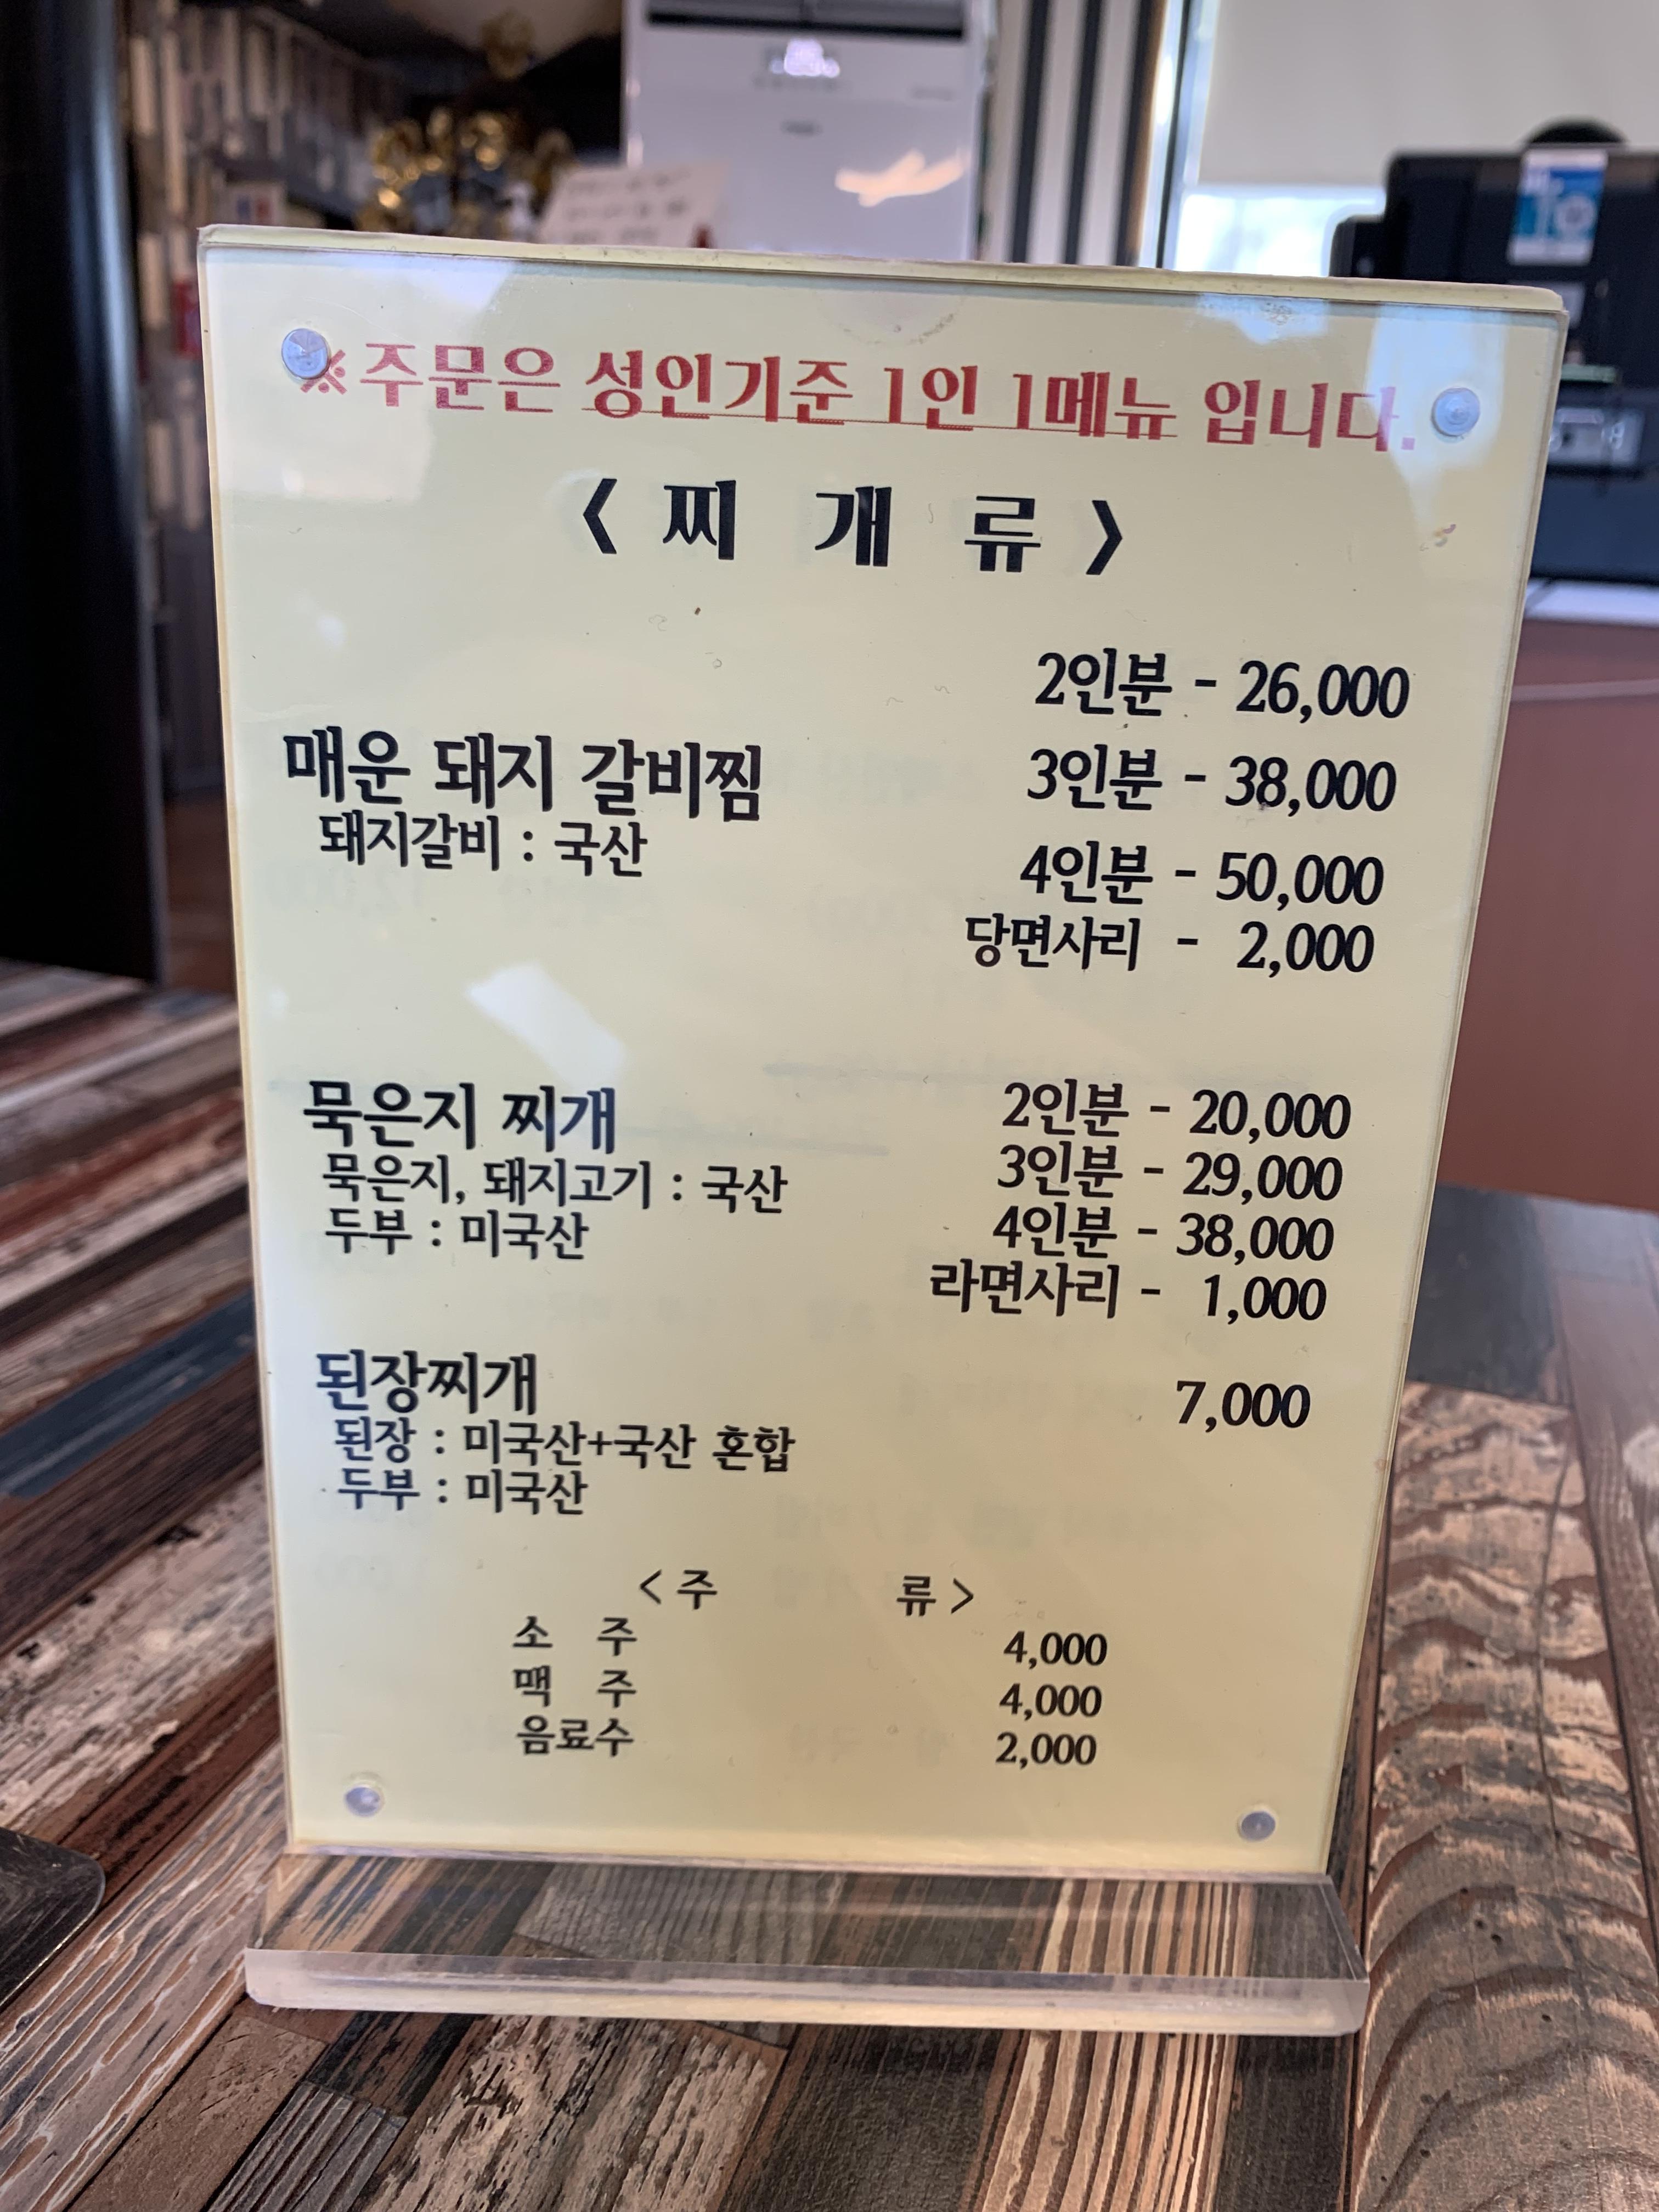 ※주문은 성인기준 1인 1메뉴 입니다.
< 찌 개 류 >
매운 돼지 갈비찜
돼지갈비 : 국산
2인분 - 26,000
3인분 - 38,000
4인분 - 50,000
당면사리 - 2,000
묵은지 찌개
묵은지, 돼지고기 : 국산
두부 : 미국산
2인분 - 20,000
3인분 - 29,000
4인분 - 38,000
라면사리 - 1,000
된장찌개 7,000
된장 : 미국산+국산 혼합
두부 : 미국산
< 주 류 >
소 주 4,000
맥 주 4,000
음료수 2,000